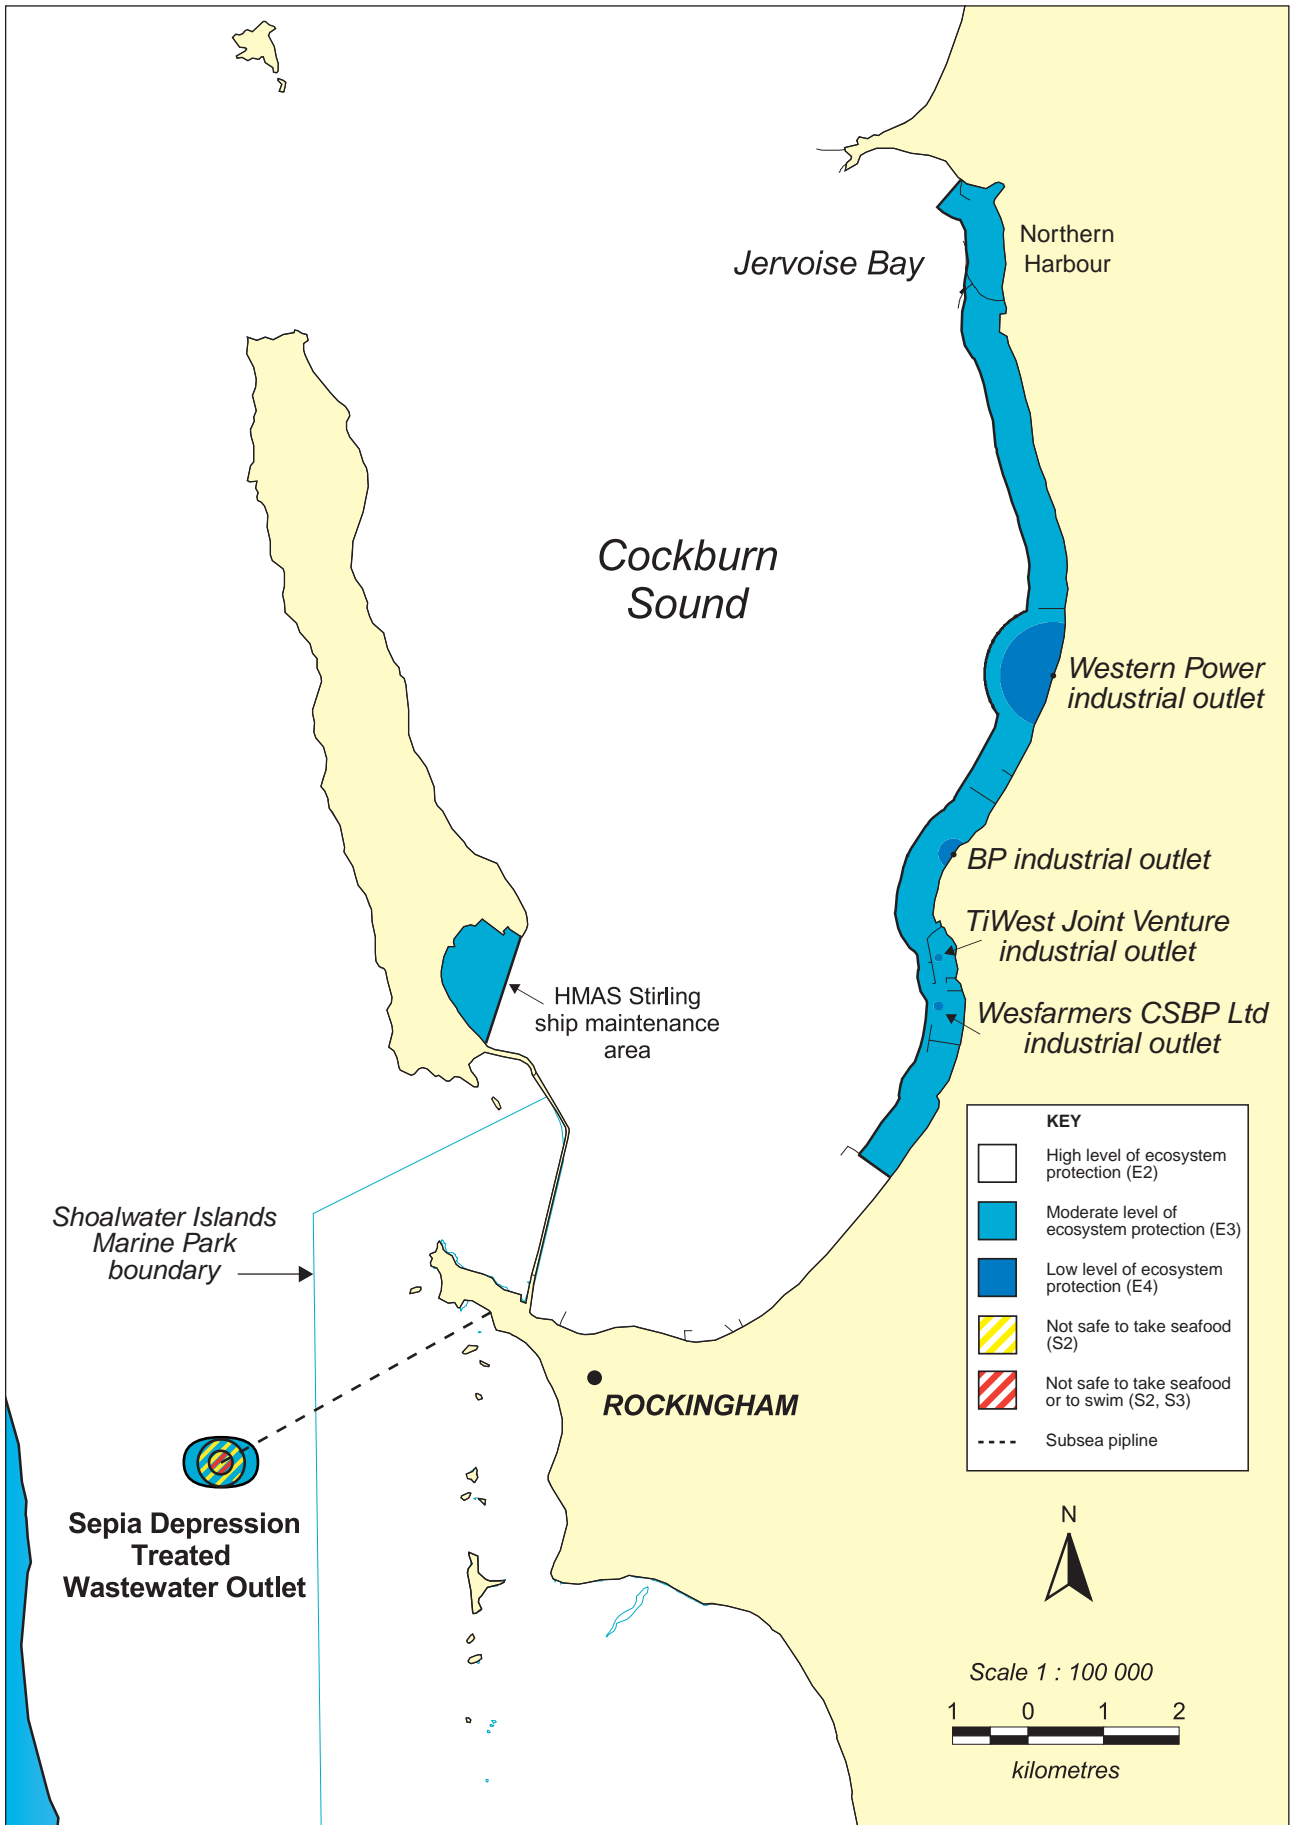 Northern
Harbour
Jervoise Bay
Cockburn
Sound
Western Power
industrial outlet
BP industrial outlet
TiWest Joint Venture
industrial outlet
HMAS Stirling
ship maintenance
area
Wesfarmers CSBP Ltd
industrial outlet
Shoalwater Islands
Marine Park
boundary
ROCKINGHAM
Sepia Depression
Treated
Wastewater Outlet
KEY
High level of ecosystem
protection (E2)
Moderate level of
ecosystem protection (E3)
Low level of ecosystem
protection (E4)
Not safe to take seafood
(S2)
Not safe to take seafood
or to swim (S2, S3)
Subsea pipline
N
Scale 1 : 100 000
1 0 1 2
kilometres